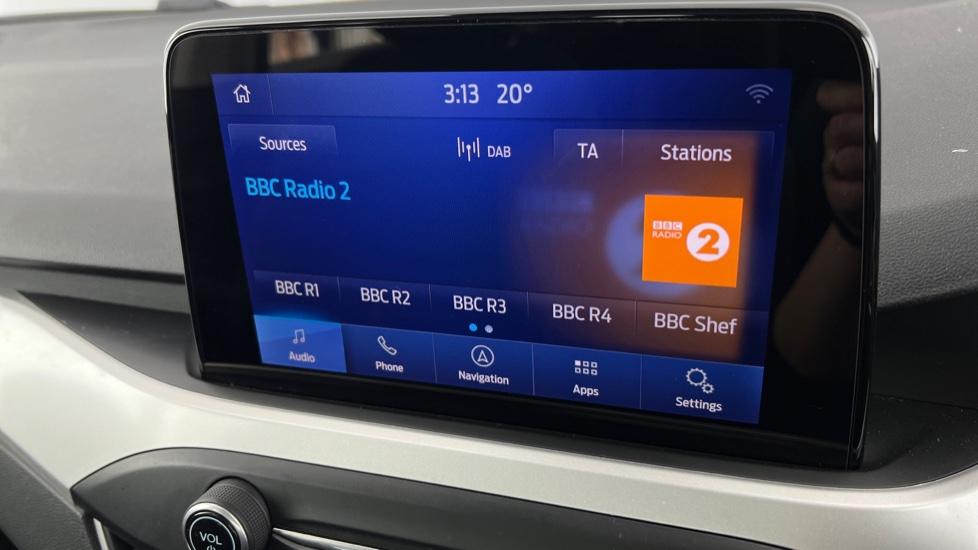 3:13 20°
Sources DAB TA Stations
BBC Radio 2
BBC
RADIO 2
BBC R1 BBC R2 BBC R3 BBC R4 BBC Shef
Audio Phone Navigation Apps Settings
VOL